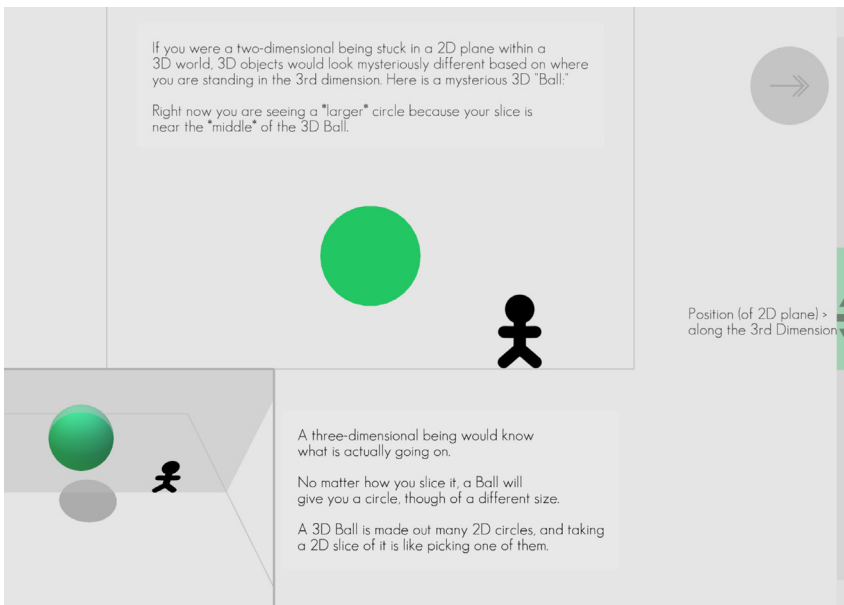 If you were a two-dimensional being stuck in a 2D plane within a
3D world, 3D objects would look mysteriously different based on where
you are standing in the 3rd dimension. Here is a mysterious 3D "Ball:"
Right now you are seeing a *larger* circle because your slice is
near the *middle* of the 3D Ball.
Position (of 2D plane) >
along the 3rd Dimension
A three-dimensional being would know
what is actually going on.
No matter how you slice it, a Ball will
give you a circle, though of a different size.
A 3D Ball is made out many 2D circles, and taking
a 2D slice of it is like picking one of them.